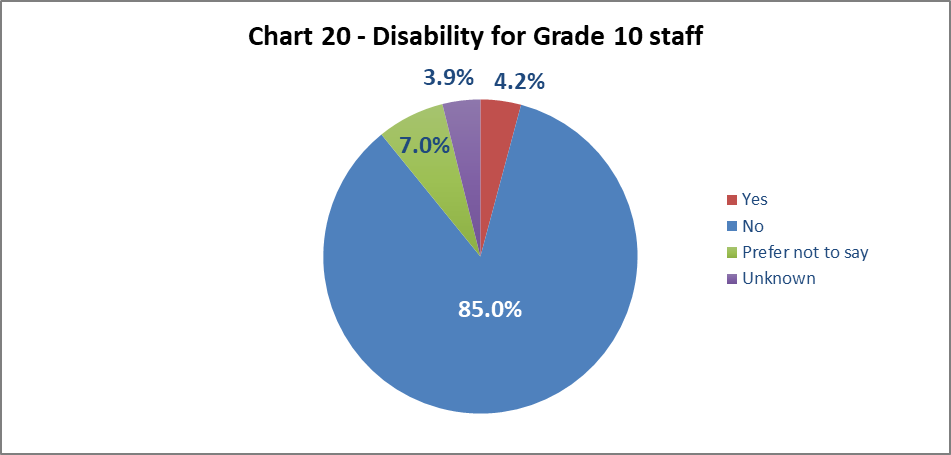 Chart 20 - Disability for Grade 10 staff
3.9%
4.2%
7.0%
85.0%
Yes
No
Prefer not to say
Unknown